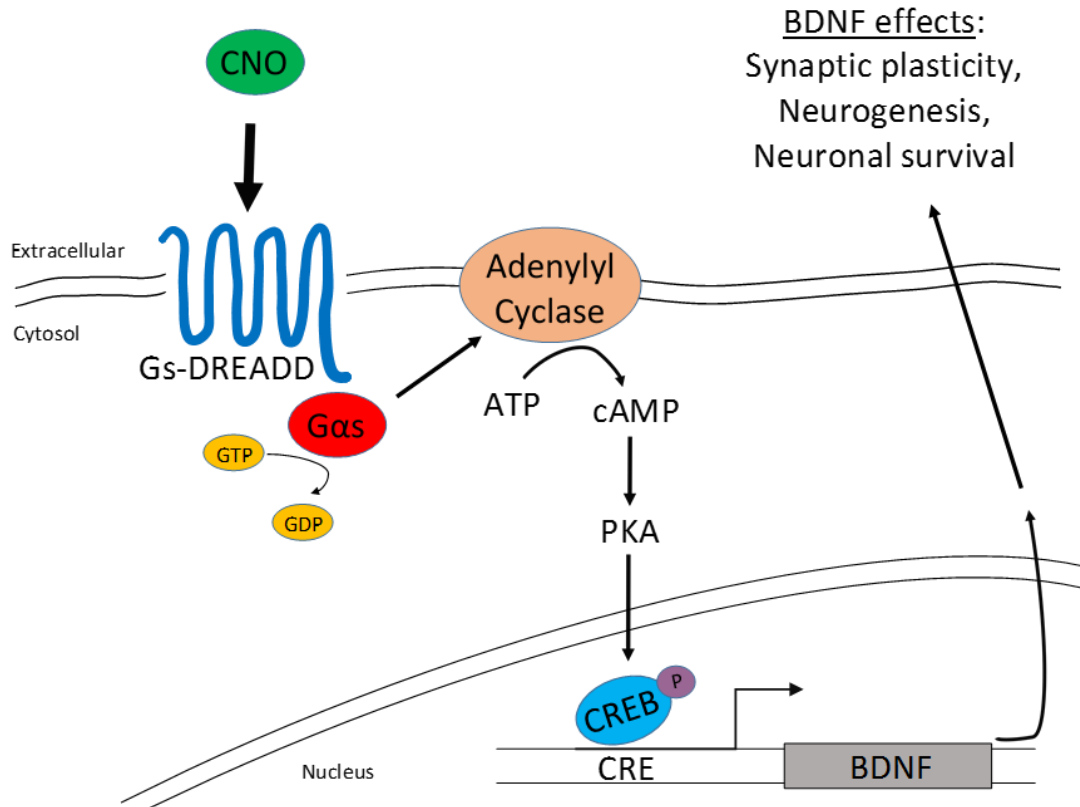 BDNF effects:
Synaptic plasticity,
Neurogenesis,
Neuronal survival
CNO
Extracellular
Cytosol
Adenylyl
Cyclase
Gs-DREADD
Gαs
GTP
GDP
ATP
cAMP
PKA
P
CREB
CRE
BDNF
Nucleus